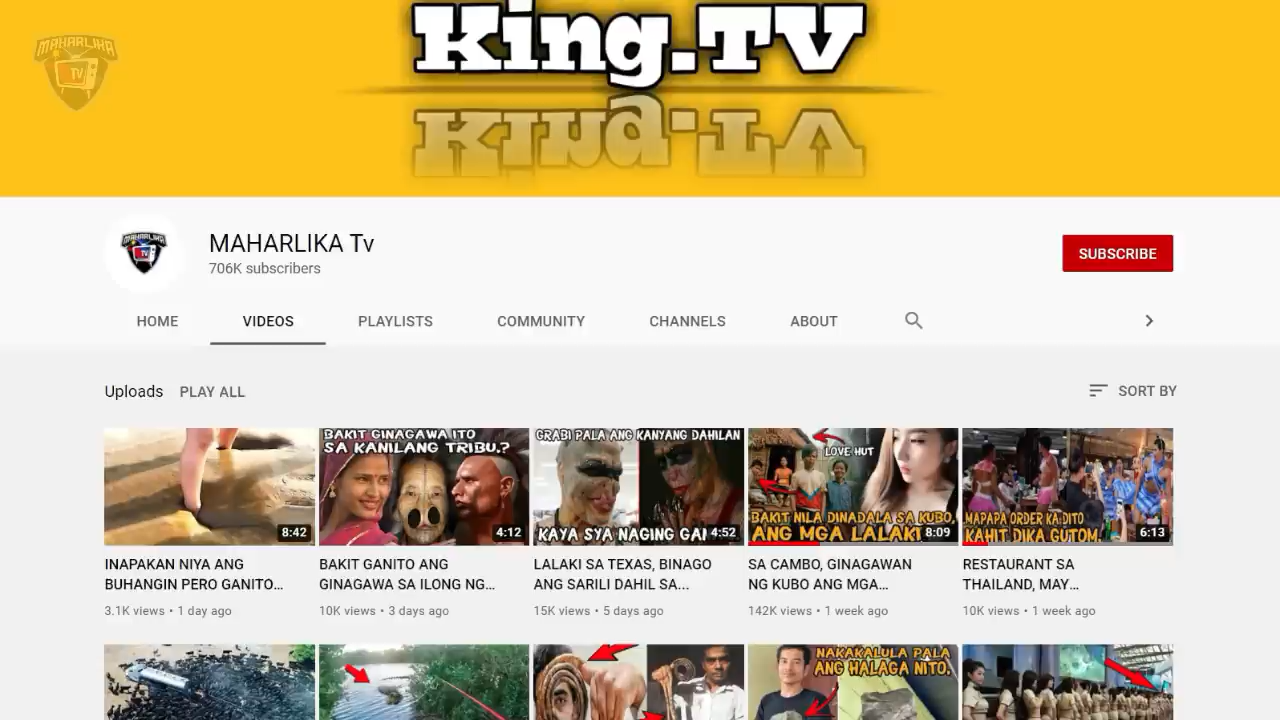 King.TV
MAHARLIKA
TV
MAHARLIKA
TV
MAHARLIKA Tv
706K subscribers
SUBSCRIBE
HOME VIDEOS PLAYLISTS COMMUNITY CHANNELS ABOUT
Uploads PLAY ALL SORT BY
8:42
BAKIT GINAGAWA ITO
SA KANILANG TRIBU.?
4:12
GRABI PALA ANG KANYANG DAHILAN
KAYA SYA NAGING GA
4:52
LOVE HUT
BAKIT NILA DINADALA SA KUBO,
ANG MGA LALAKI
8:09
MAPAPA ORDER KA DITO
KAHIT DIKA GUTOM.
6:13
INAPAKAN NIYA ANG
BUHANGIN PERO GANITO...
3.1K views • 1 day ago
BAKIT GANITO ANG
GINAGAWA SA ILONG NG...
10K views • 3 days ago
LALAKI SA TEXAS, BINAGO
ANG SARILI DAHIL SA...
15K views • 5 days ago
SA CAMBO, GINAGAWAN
NG KUBO ANG MGA...
142K views • 1 week ago
RESTAURANT SA
THAILAND, MAY...
10K views • 1 week ago
NAKAKALULA PALA
ANG HALAGA NITO.